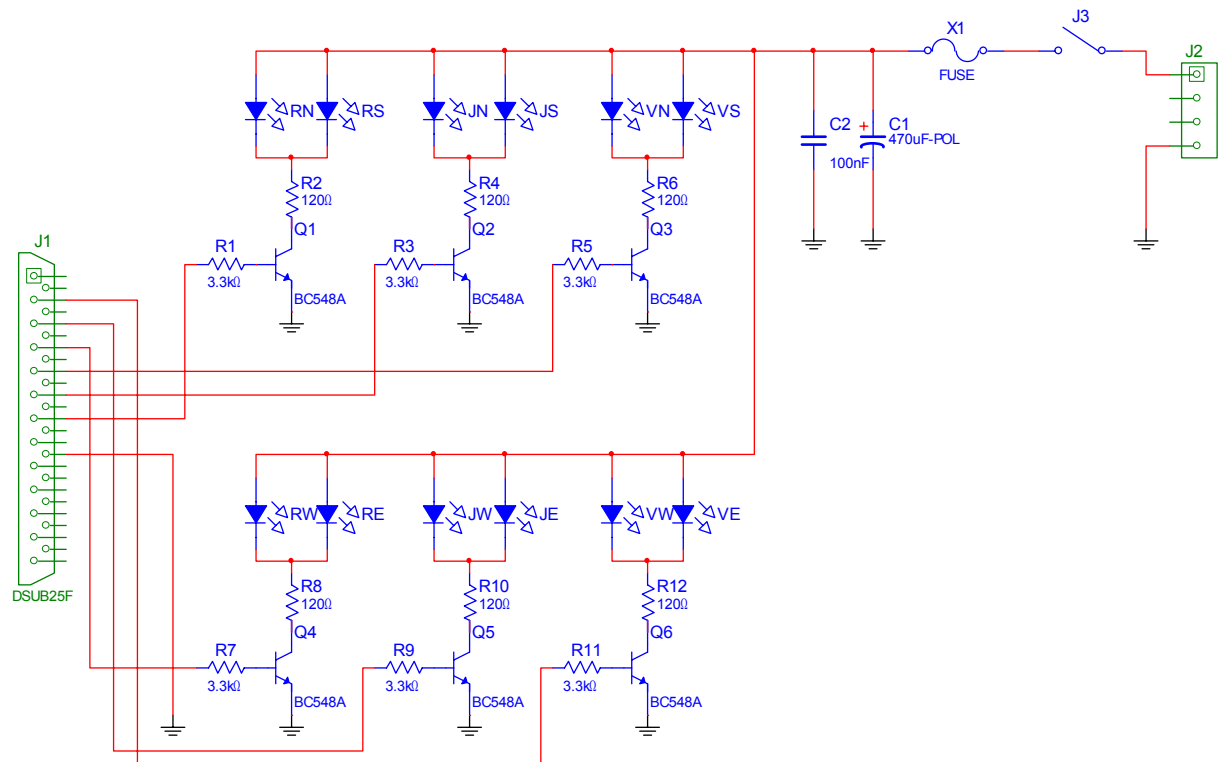 X1
FUSE
J3
J2
RN
RS
JN
JS
VN
VS
C2
100nF
+
C1
470uF-POL
R2
120Ω
Q1
R4
120Ω
Q2
R6
120Ω
Q3
J1
R1
3.3kΩ
BC548A
R3
3.3kΩ
BC548A
R5
3.3kΩ
BC548A
RW
RE
JW
JE
VW
VE
DSUB25F
R8
120Ω
Q4
R10
120Ω
Q5
R12
120Ω
Q6
R7
3.3kΩ
BC548A
R9
3.3kΩ
BC548A
R11
3.3kΩ
BC548A